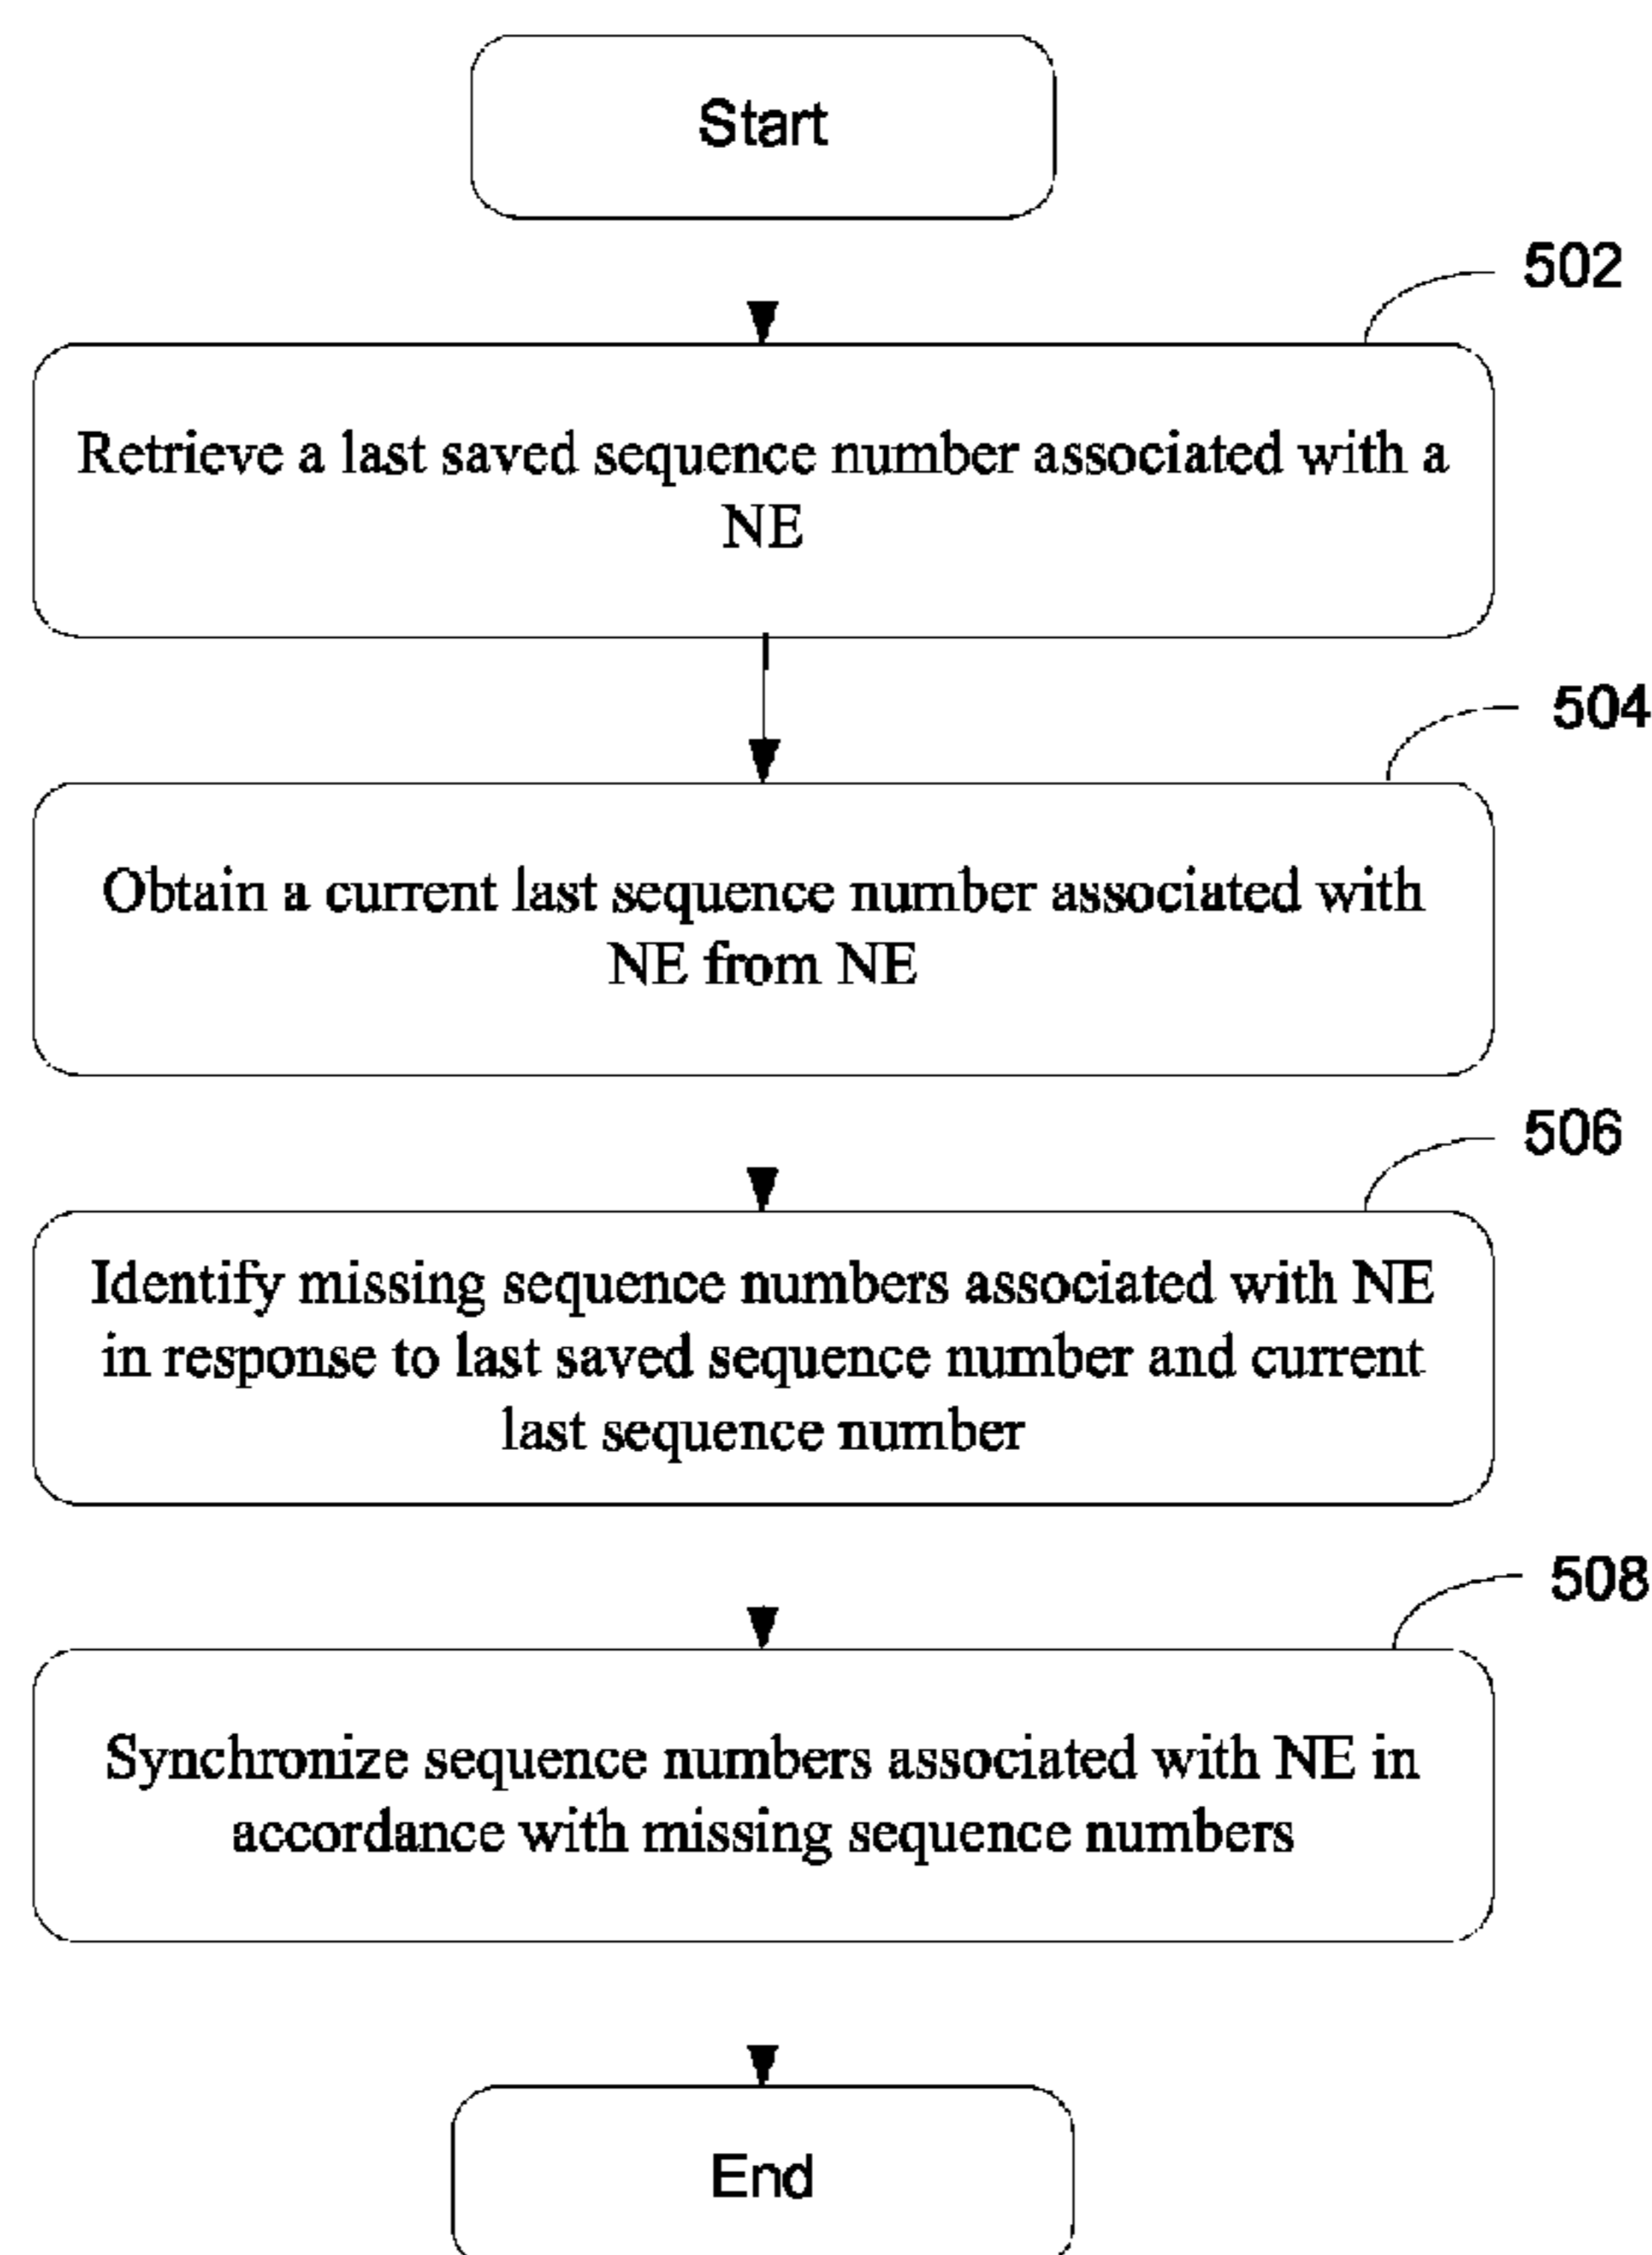 Start
502
Retrieve a last saved sequence number associated with a
NE
504
Obtain a current last sequence number associated with
NE from NE
506
Identify missing sequence numbers associated with NE
in response to last saved sequence number and current
last sequence number
508
Synchronize sequence numbers associated with NE in
accordance with missing sequence numbers
End